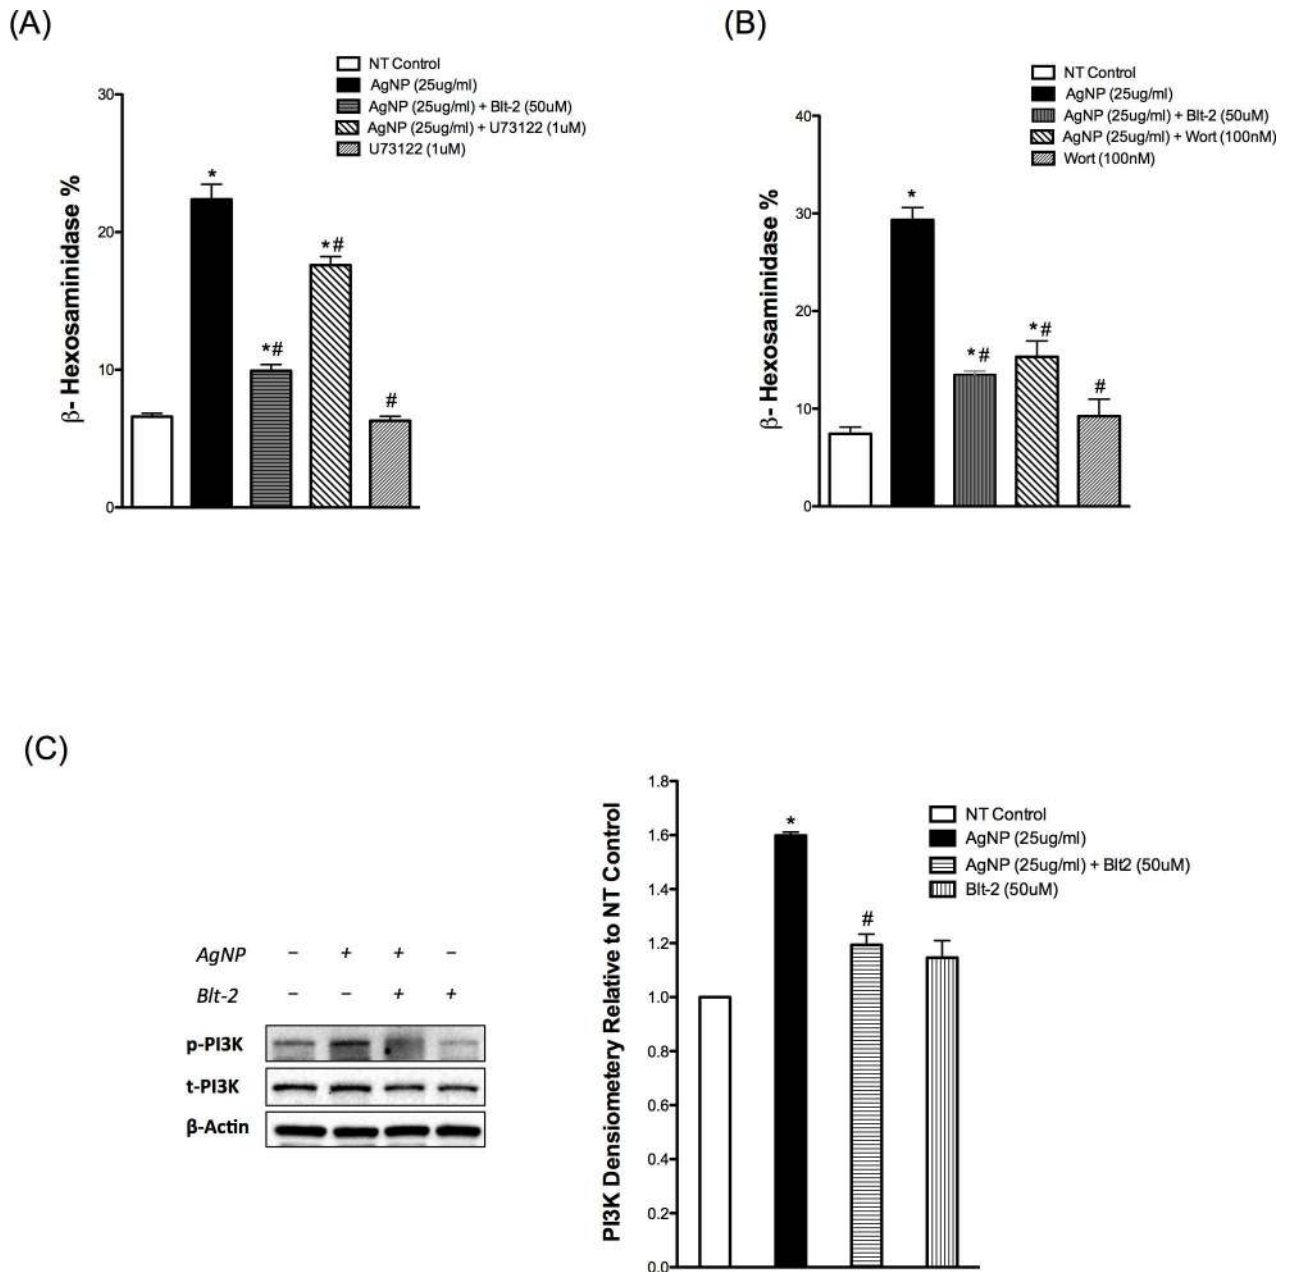 (A)
NT Control
AgNP (25ug/ml)
AgNP (25ug/ml) + Blt-2 (50uM)
AgNP (25ug/ml) + U73122 (1uM)
U73122 (1uM)
β- Hexosaminidase %
30
20
10
0
*
*#
*#
#
(B)
NT Control
AgNP (25ug/ml)
AgNP (25ug/ml) + Blt-2 (50uM)
AgNP (25ug/ml) + Wort (100nM)
Wort (100nM)
β- Hexosaminidase %
40
30
20
10
0
*
*#
*#
#
(C)
AgNP − + + −
Blt-2 − − + +
p-PI3K
t-PI3K
β-Actin
PI3K Densiometery Relative to NT Control
1.8
1.6
1.4
1.2
1.0
0.8
0.6
0.4
0.2
0.0
*
#
NT Control
AgNP (25ug/ml)
AgNP (25ug/ml) + Blt2 (50uM)
Blt-2 (50uM)